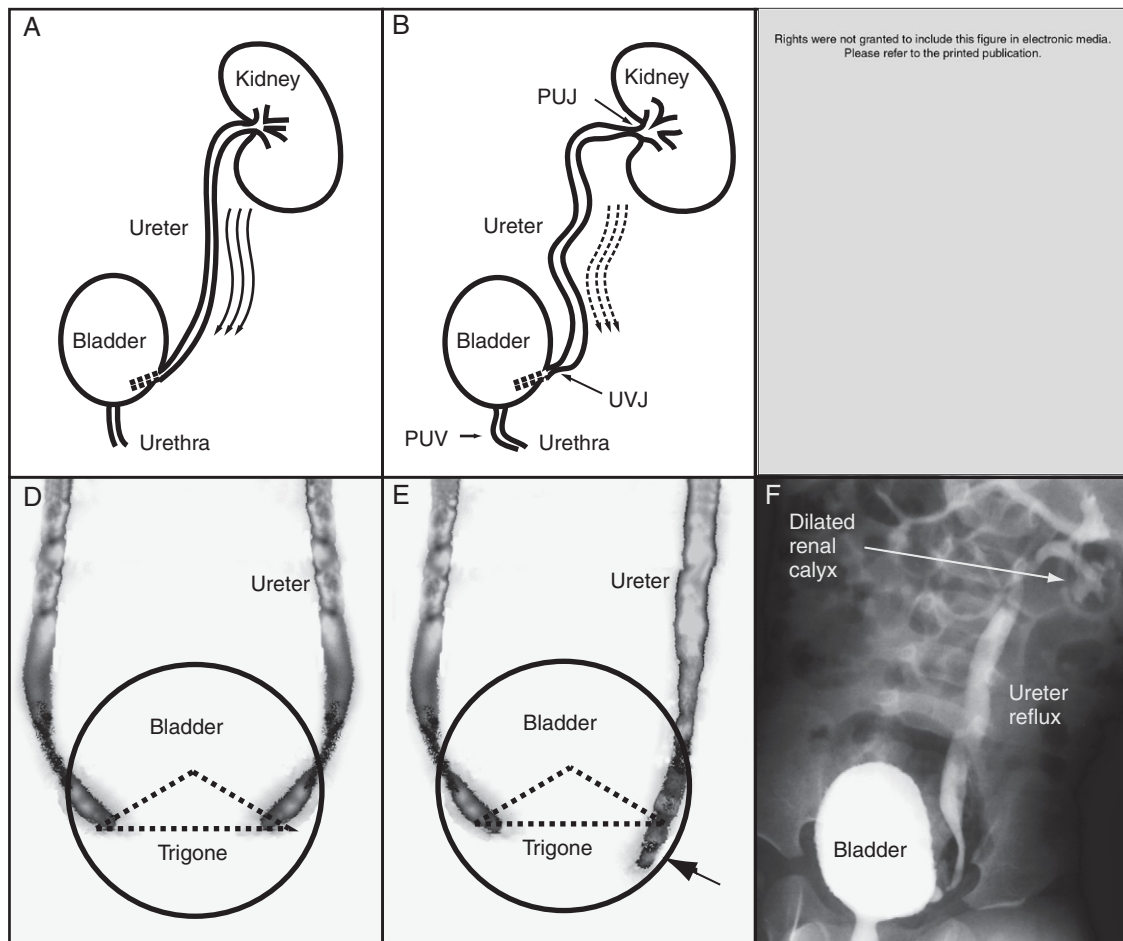 A
Kidney
Ureter
Bladder
Urethra
B
Kidney
PUJ
Ureter
Bladder
UVJ
PUV
Urethra
Rights were not granted to include this figure in electronic media.
Please refer to the printed publication.
D
Ureter
Bladder
Trigone
E
Ureter
Bladder
Trigone
F
Dilated
renal
calyx
Ureter
reflux
Bladder